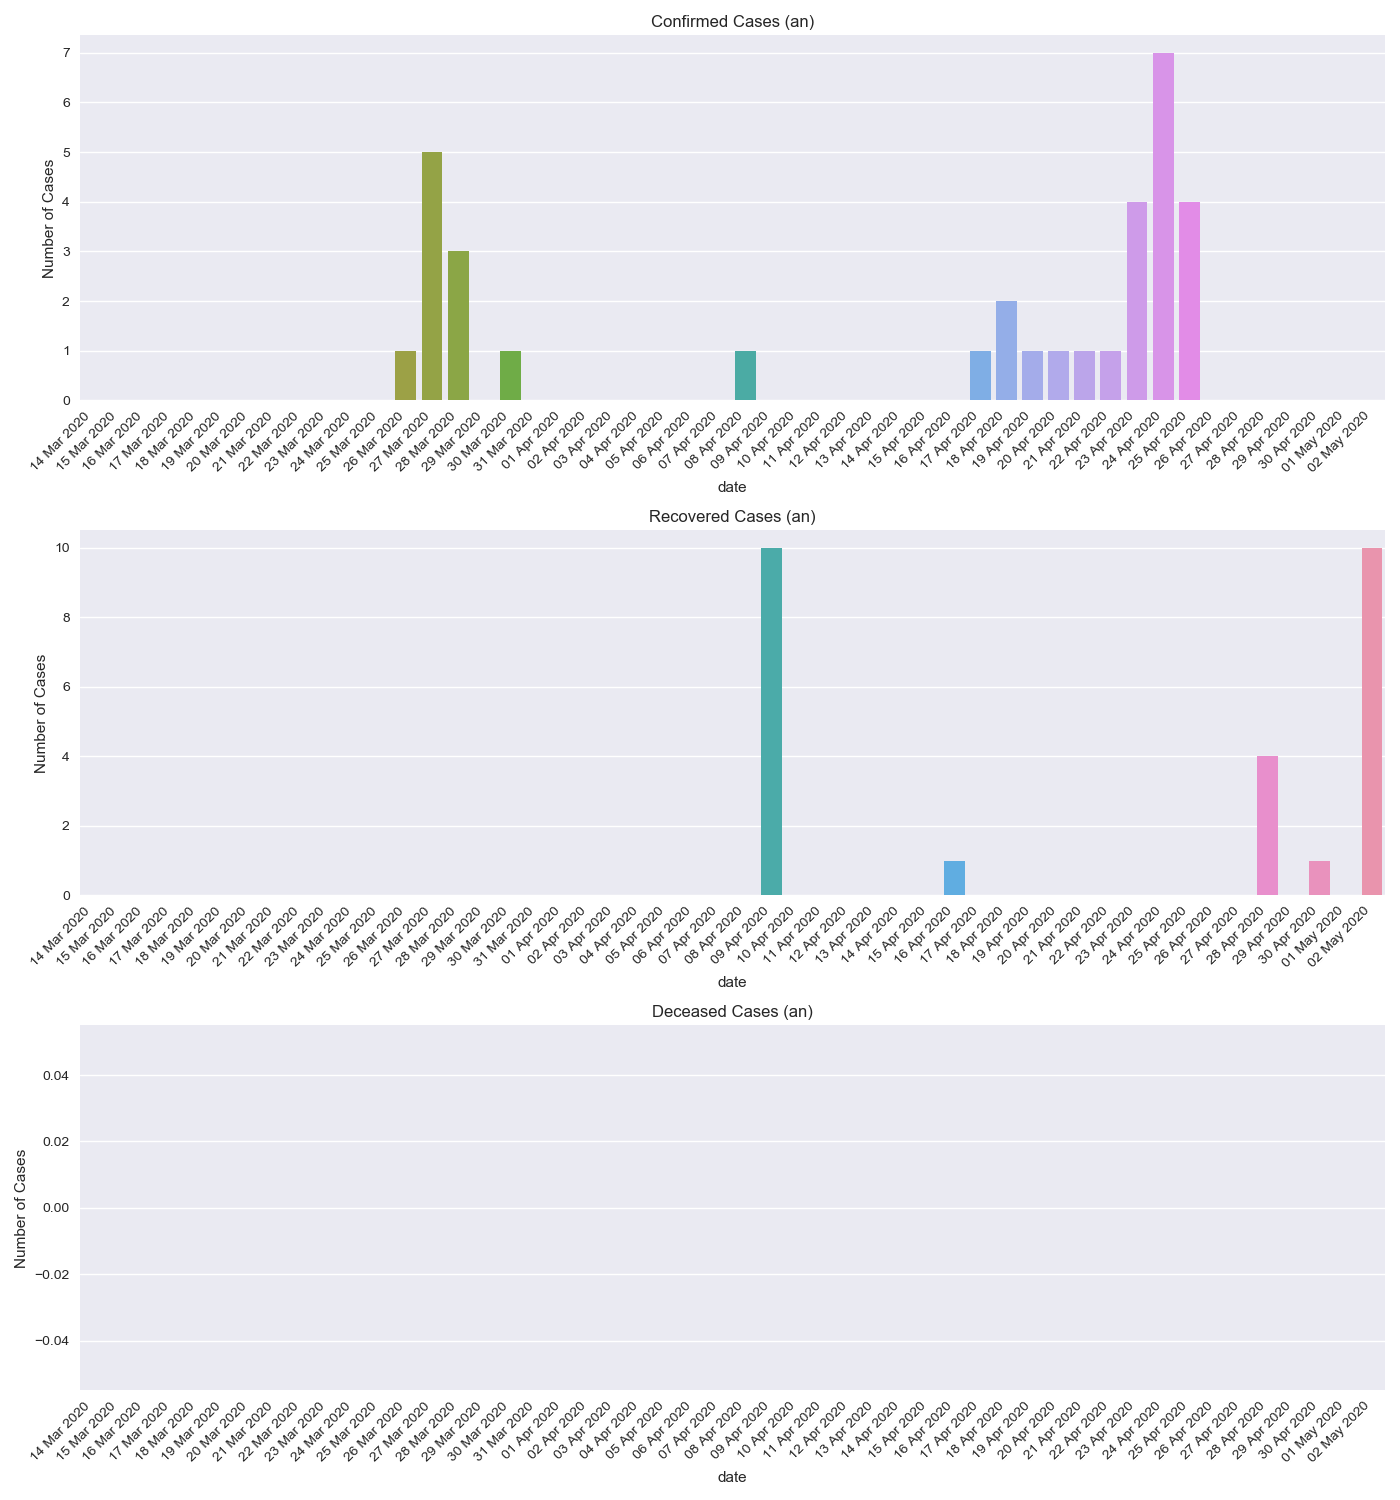 Confirmed Cases (an)
7
6
5
4
3
2
1
0
Number of Cases
14 Mar 2020
15 Mar 2020
16 Mar 2020
17 Mar 2020
18 Mar 2020
19 Mar 2020
20 Mar 2020
21 Mar 2020
22 Mar 2020
23 Mar 2020
24 Mar 2020
25 Mar 2020
26 Mar 2020
27 Mar 2020
28 Mar 2020
29 Mar 2020
30 Mar 2020
31 Mar 2020
01 Apr 2020
02 Apr 2020
03 Apr 2020
04 Apr 2020
05 Apr 2020
06 Apr 2020
07 Apr 2020
08 Apr 2020
09 Apr 2020
10 Apr 2020
11 Apr 2020
12 Apr 2020
13 Apr 2020
14 Apr 2020
15 Apr 2020
16 Apr 2020
17 Apr 2020
18 Apr 2020
19 Apr 2020
20 Apr 2020
21 Apr 2020
22 Apr 2020
23 Apr 2020
24 Apr 2020
25 Apr 2020
26 Apr 2020
27 Apr 2020
28 Apr 2020
29 Apr 2020
30 Apr 2020
01 May 2020
02 May 2020
date
Recovered Cases (an)
10
8
6
4
2
0
Number of Cases
14 Mar 2020
15 Mar 2020
16 Mar 2020
17 Mar 2020
18 Mar 2020
19 Mar 2020
20 Mar 2020
21 Mar 2020
22 Mar 2020
23 Mar 2020
24 Mar 2020
25 Mar 2020
26 Mar 2020
27 Mar 2020
28 Mar 2020
29 Mar 2020
30 Mar 2020
31 Mar 2020
01 Apr 2020
02 Apr 2020
03 Apr 2020
04 Apr 2020
05 Apr 2020
06 Apr 2020
07 Apr 2020
08 Apr 2020
09 Apr 2020
10 Apr 2020
11 Apr 2020
12 Apr 2020
13 Apr 2020
14 Apr 2020
15 Apr 2020
16 Apr 2020
17 Apr 2020
18 Apr 2020
19 Apr 2020
20 Apr 2020
21 Apr 2020
22 Apr 2020
23 Apr 2020
24 Apr 2020
25 Apr 2020
26 Apr 2020
27 Apr 2020
28 Apr 2020
29 Apr 2020
30 Apr 2020
01 May 2020
02 May 2020
date
Deceased Cases (an)
0.04
0.02
0.00
−0.02
−0.04
Number of Cases
14 Mar 2020
15 Mar 2020
16 Mar 2020
17 Mar 2020
18 Mar 2020
19 Mar 2020
20 Mar 2020
21 Mar 2020
22 Mar 2020
23 Mar 2020
24 Mar 2020
25 Mar 2020
26 Mar 2020
27 Mar 2020
28 Mar 2020
29 Mar 2020
30 Mar 2020
31 Mar 2020
01 Apr 2020
02 Apr 2020
03 Apr 2020
04 Apr 2020
05 Apr 2020
06 Apr 2020
07 Apr 2020
08 Apr 2020
09 Apr 2020
10 Apr 2020
11 Apr 2020
12 Apr 2020
13 Apr 2020
14 Apr 2020
15 Apr 2020
16 Apr 2020
17 Apr 2020
18 Apr 2020
19 Apr 2020
20 Apr 2020
21 Apr 2020
22 Apr 2020
23 Apr 2020
24 Apr 2020
25 Apr 2020
26 Apr 2020
27 Apr 2020
28 Apr 2020
29 Apr 2020
30 Apr 2020
01 May 2020
02 May 2020
date